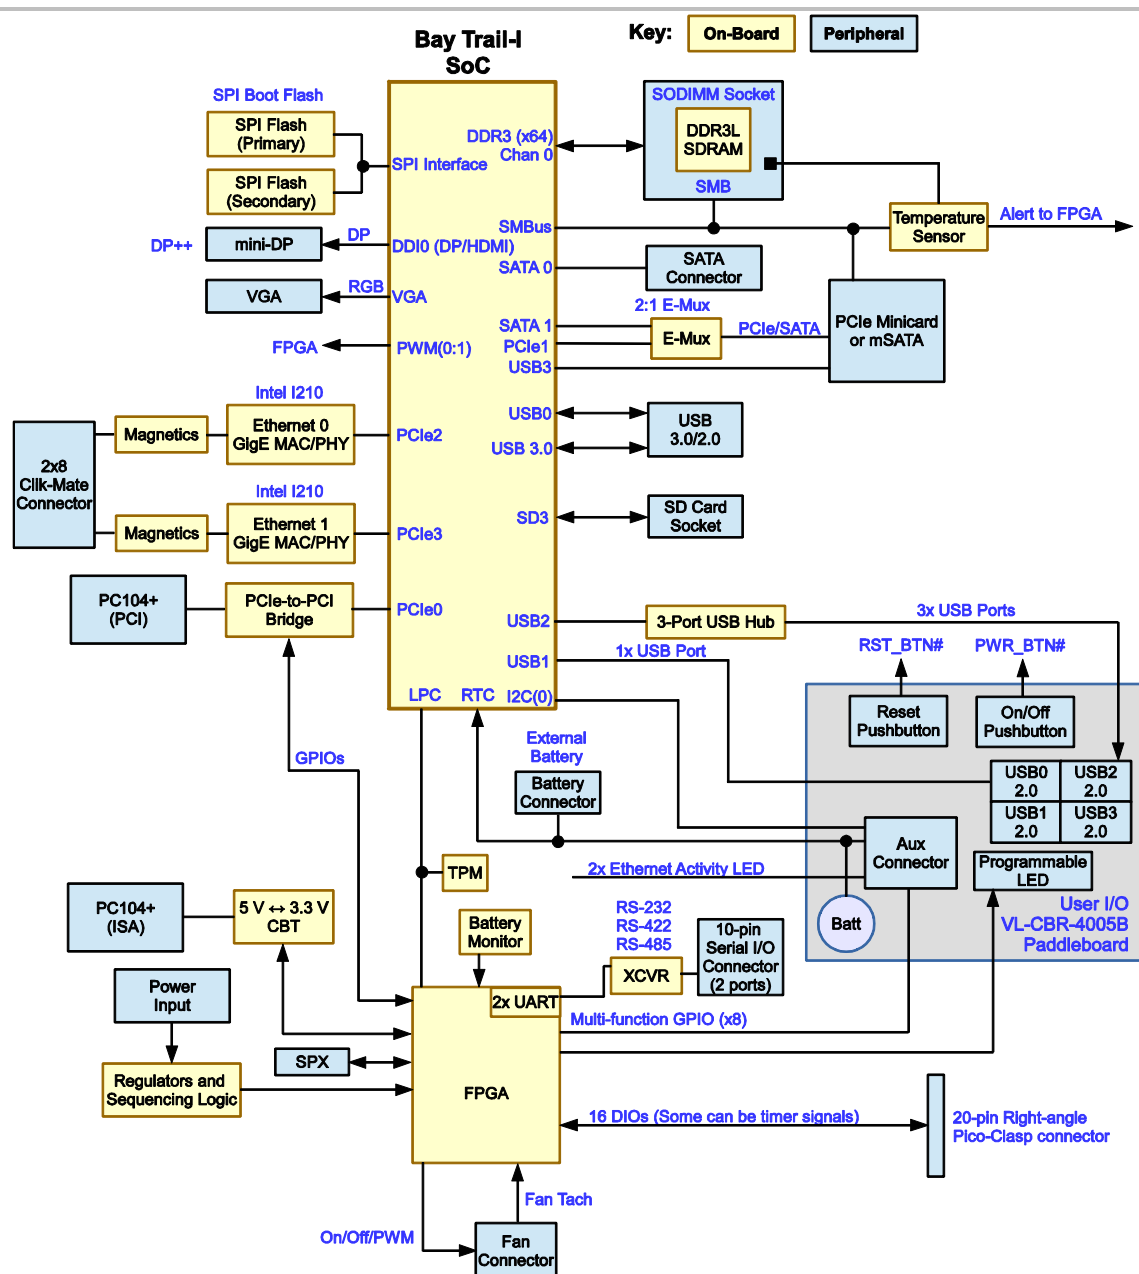 Key:
On-Board
Peripheral
Bay Trail-I
SoC
SPI Boot Flash
SPI Flash
(Primary)
SPI Flash
(Secondary)
SPI Interface
DDR3 (x64)
Chan 0
SODIMM Socket
DDR3L
SDRAM
SMB
SMBus
Temperature
Sensor
Alert to FPGA
DP++
mini-DP
DP
DDI0 (DP/HDMI)
SATA 0
SATA
Connector
VGA
RGB
VGA
2:1 E-Mux
SATA 1
PCIe1
E-Mux
PCIe/SATA
PCIe Minicard
or mSATA
FPGA
PWM(0:1)
USB3
Intel I210
Ethernet 0
GigE MAC/PHY
Magnetics
PCIe2
USB0
USB 3.0
USB
3.0/2.0
2x8
Cllk-Mate
Connector
Intel I210
Ethernet 1
GigE MAC/PHY
Magnetics
PCIe3
SD3
SD Card
Socket
PC104+
(PCI)
PCIe-to-PCI
Bridge
PCIe0
USB2
3-Port USB Hub
3x USB Ports
USB1
1x USB Port
RST_BTN#
PWR_BTN#
LPC
RTC
I2C(0)
Reset
Pushbutton
On/Off
Pushbutton
GPIOs
External
Battery
Battery
Connector
USB0
2.0
USB2
2.0
USB1
2.0
USB3
2.0
Aux
Connector
Programmable
LED
TPM
2x Ethernet Activity LED
Batt
User I/O
VL-CBR-4005B
Paddleboard
PC104+
(ISA)
5 V ↔ 3.3 V
CBT
Battery
Monitor
RS-232
RS-422
RS-485
XCVR
10-pin
Serial I/O
Connector
(2 ports)
Power
Input
2x UART
Multi-function GPIO (x8)
SPX
Regulators and
Sequencing Logic
FPGA
16 DIOs (Some can be timer signals)
20-pin Right-angle
Pico-Clasp connector
Fan Tach
On/Off/PWM
Fan
Connector